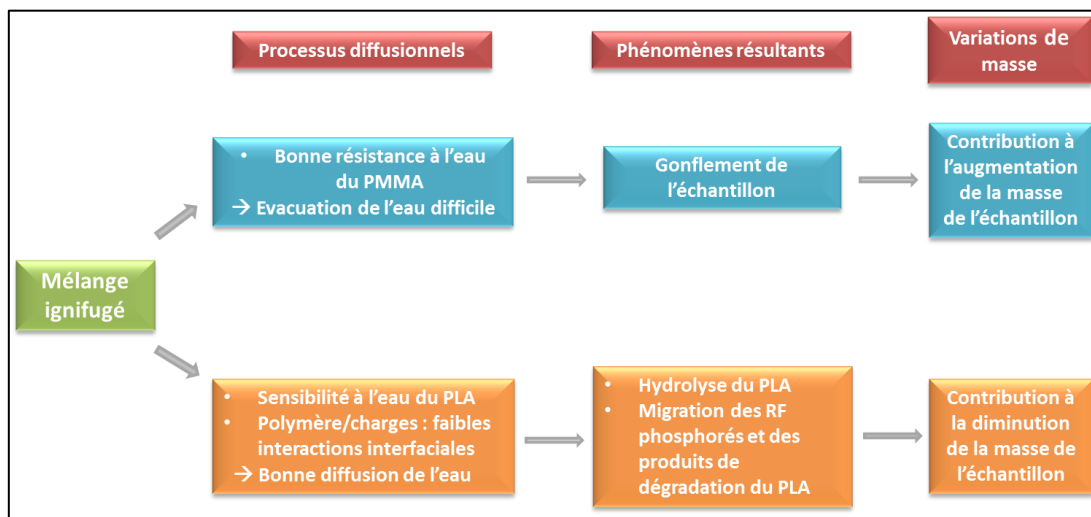 Processus diffusionnels
Phénomènes résultants
Variations de
masse
• Bonne résistance à l'eau
du PMMA
→ Evacuation de l'eau difficile
Gonflement de
l'échantillon
Contribution à
l'augmentation
de la masse
de l'échantillon
Mélange
ignifugé
• Sensibilité à l'eau du PLA
• Polymère/charges : faibles
interactions interfaciales
→ Bonne diffusion de l'eau
• Hydrolyse du PLA
• Migration des RF
phosphorés et des
produits de
dégradation du PLA
Contribution à
la diminution
de la masse de
l'échantillon